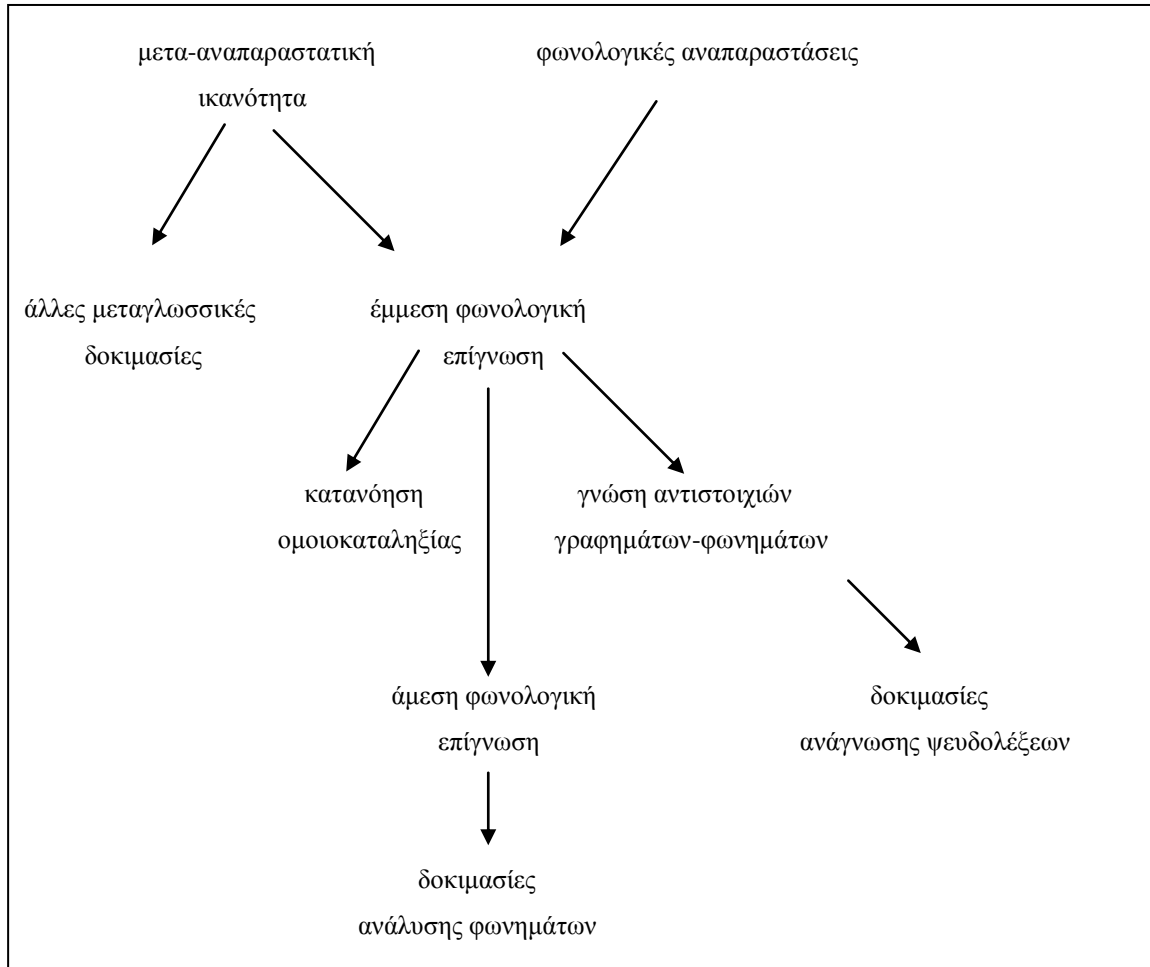 μετα-αναπαραστατική
ικανότητα
φωνολογικές αναπαραστάσεις
άλλες μεταγλωσσικές
δοκιμασίες
έμμεση φωνολογική
επίγνωση
κατανόηση
ομοιοκαταληξίας
γνώση αντιστοιχιών
γραφημάτων-φωνημάτων
άμεση φωνολογική
επίγνωση
δοκιμασίες
ανάγνωσης ψευδολέξεων
δοκιμασίες
ανάλυσης φωνημάτων